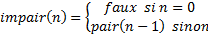 impair(n) = { faux si n = 0
pair(n − 1) sinon